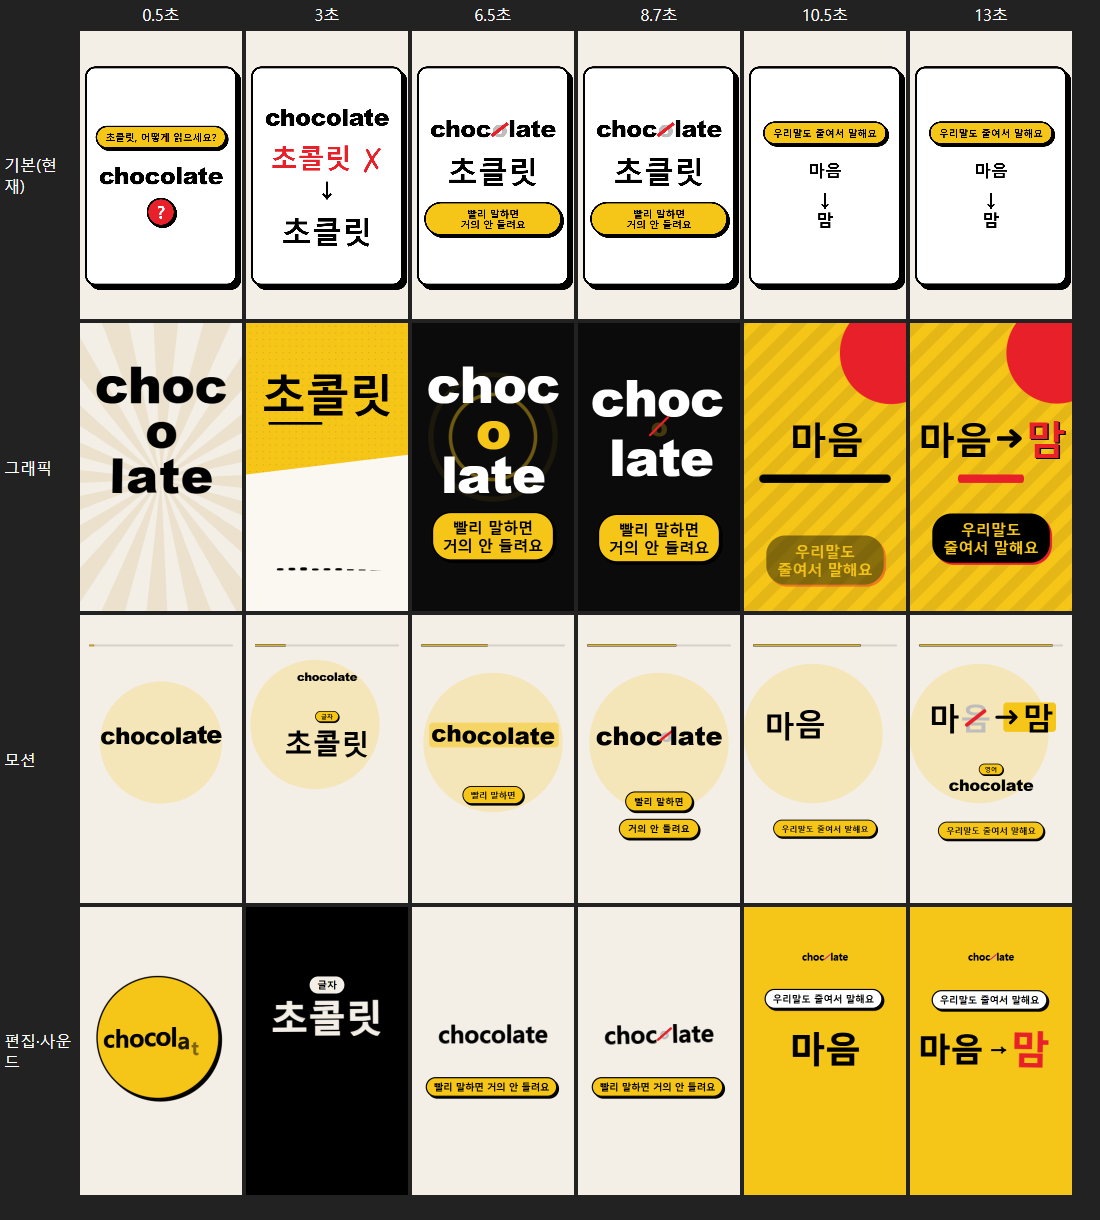 0.5초 3초 6.5초 8.7초 10.5초 13초
기본(현
재)
초콜릿, 어떻게 읽으세요?
chocolate
?
chocolate
초콜릿 X
↓
초클릿
chocolate
초클릿
빨리 말하면
거의 안 들려요
chocolate
초클릿
빨리 말하면
거의 안 들려요
우리말도 줄여서 말해요
마음
↓
맘
우리말도 줄여서 말해요
마음
↓
맘
그래픽
choc
o
late
초콜릿
choc
o
late
빨리 말하면
거의 안 들려요
choc
o
late
빨리 말하면
거의 안 들려요
마음
우리말도
줄여서 말해요
마음→맘
우리말도
줄여서 말해요
모션
chocolate
chocolate
글자
초콜릿
chocolate
빨리 말하면
chocolate
빨리 말하면
거의 안 들려요
마음
우리말도 줄여서 말해요
마음→맘
영어
chocolate
우리말도 줄여서 말해요
편집·사운
드
chocolat
글자
초콜릿
chocolate
빨리 말하면 거의 안 들려요
chocolate
빨리 말하면 거의 안 들려요
choc late
우리말도 줄여서 말해요
마음
choc late
우리말도 줄여서 말해요
마음→맘